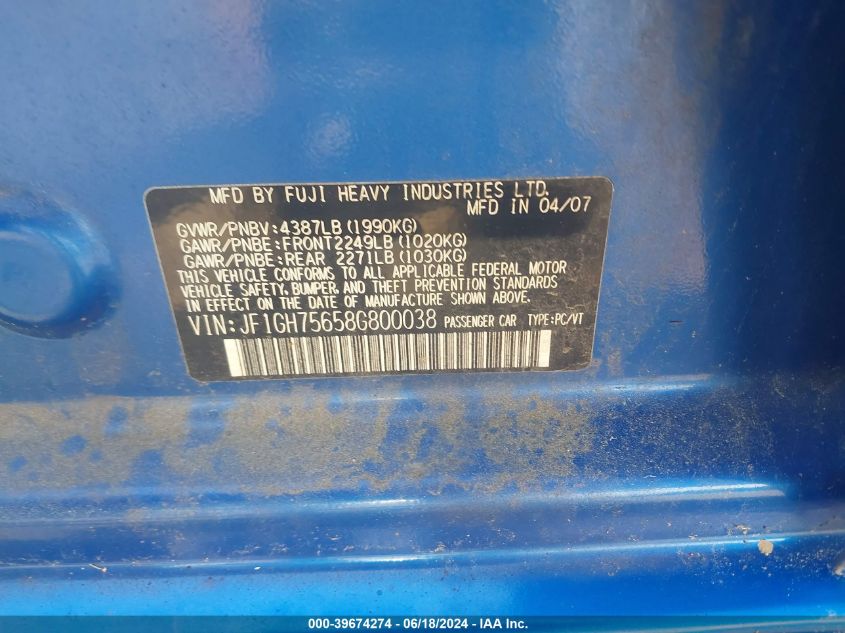 MFD BY FUJI HEAVY INDUSTRIES LTD.
MFD IN 04/07
GVWR/PNBV:4387LB(1990KG)
GAWR/PNBE:FRONT2249LB(1020KG)
GAWR/PNBE:REAR 2271LB(1030KG)
THIS VEHICLE CONFORMS TO ALL APPLICABLE FEDERAL MOTOR
VEHICLE SAFETY, BUMPER, AND THEFT PREVENTION STANDARDS
IN EFFECT ON THE DATE OF MANUFACTURE SHOWN ABOVE.
VIN:JF1GH75658G800038 PASSENGER CAR TYPE:PC/VT
000-39674274 - 06/18/2024 - IAA Inc.